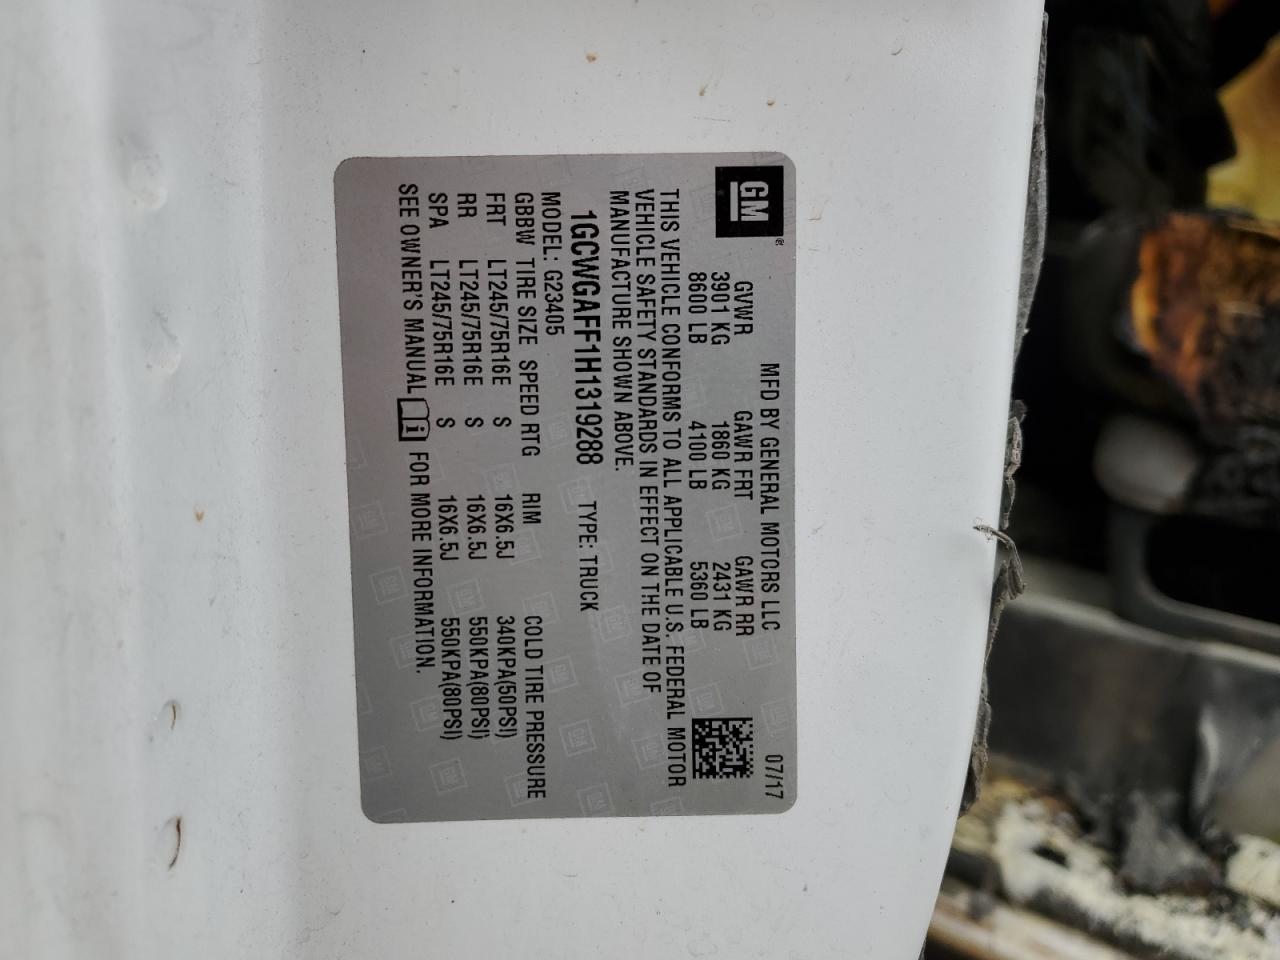 GM ®
MFD BY GENERAL MOTORS LLC 07/17
GVWR GAWR FRT GAWR RR
3901 KG 1860 KG 2431 KG
8600 LB 4100 LB 5360 LB
THIS VEHICLE CONFORMS TO ALL APPLICABLE U.S. FEDERAL MOTOR
VEHICLE SAFETY STANDARDS IN EFFECT ON THE DATE OF
MANUFACTURE SHOWN ABOVE.
1GCWGAFF1H1319288 TYPE: TRUCK
MODEL: G23405
GBBW TIRE SIZE SPEED RTG RIM COLD TIRE PRESSURE
FRT LT245/75R16E S 16X6.5J 340KPA(50PSI)
RR LT245/75R16E S 16X6.5J 550KPA(80PSI)
SPA LT245/75R16E S 16X6.5J 550KPA(80PSI)
SEE OWNER'S MANUAL i FOR MORE INFORMATION.